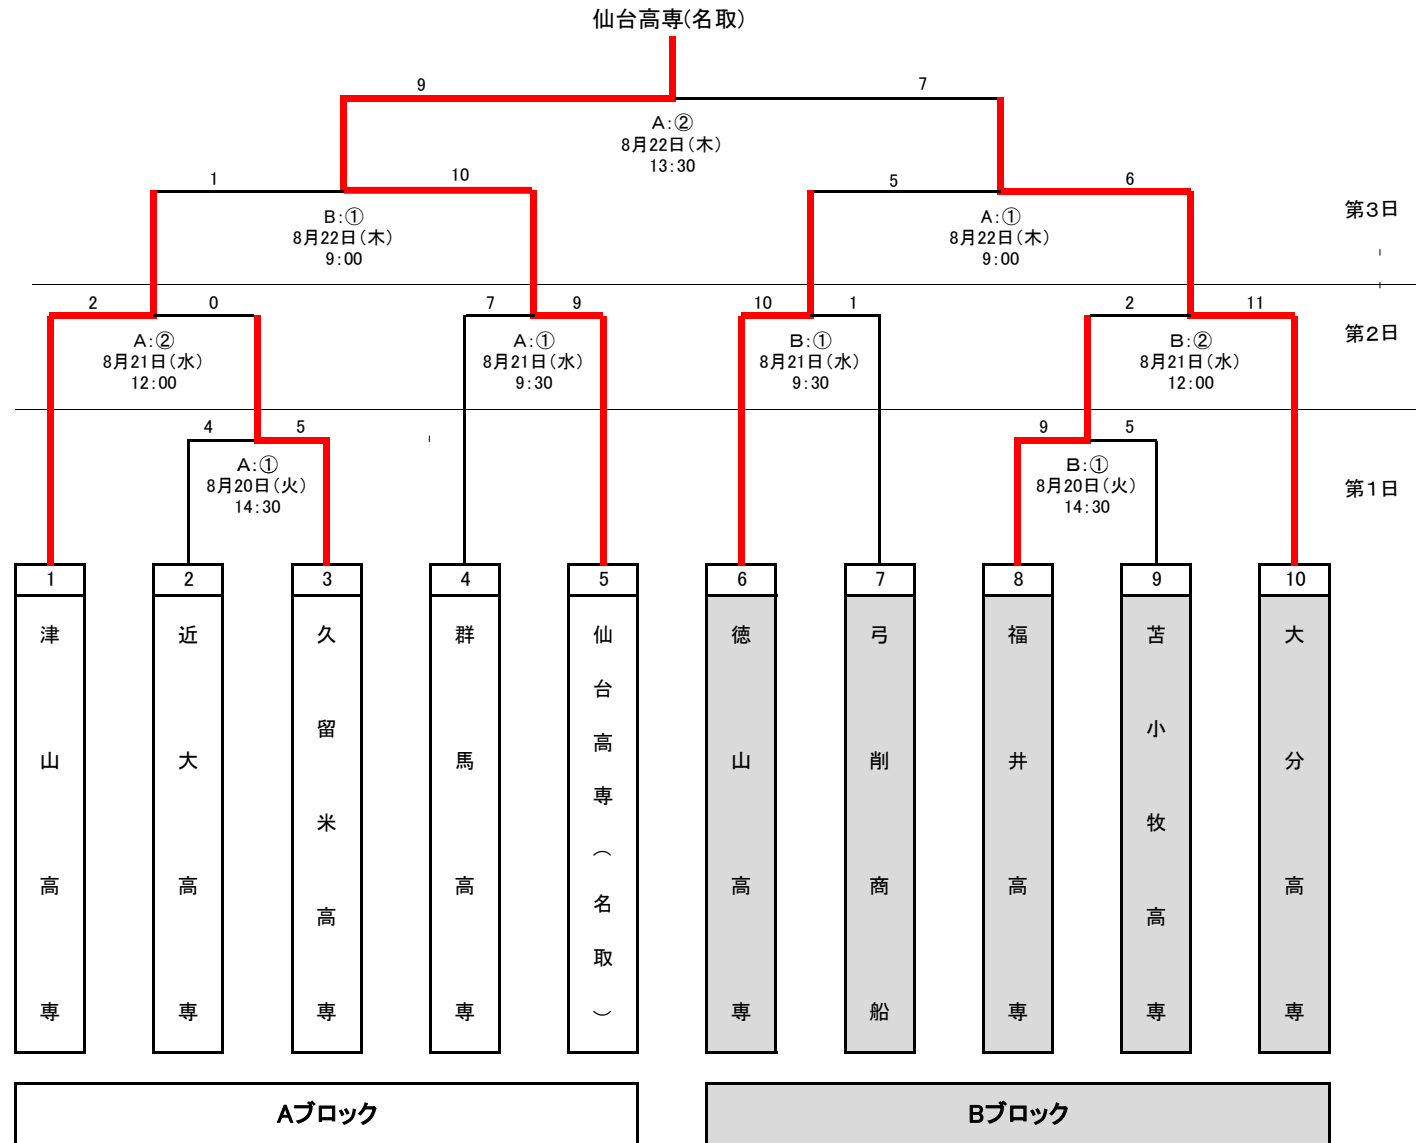 仙台高専(名取)
9
7
A:②
8月22日(木)
13:30
1
10
5
6
B:①
8月22日(木)
9:00
A:①
8月22日(木)
9:00
第3日
2
0
7
9
10
1
2
11
A:②
8月21日(水)
12:00
A:①
8月21日(水)
9:30
B:①
8月21日(水)
9:30
B:②
8月21日(水)
12:00
第2日
4
5
9
5
A:①
8月20日(火)
14:30
B:①
8月20日(火)
14:30
第1日
1
2
3
4
5
6
7
8
9
10
津山高専
近大高専
久留米高専
群馬高専
仙台高専(名取)
徳山高専
弓削商船
福井高専
苫小牧高専
大分高専
Aブロック
Bブロック